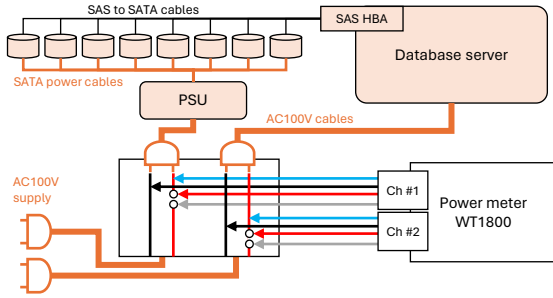 SAS to SATA cables
SAS HBA
Database server
SATA power cables
PSU
AC100V cables
AC100V
supply
Ch #1
Ch #2
Power meter
WT1800